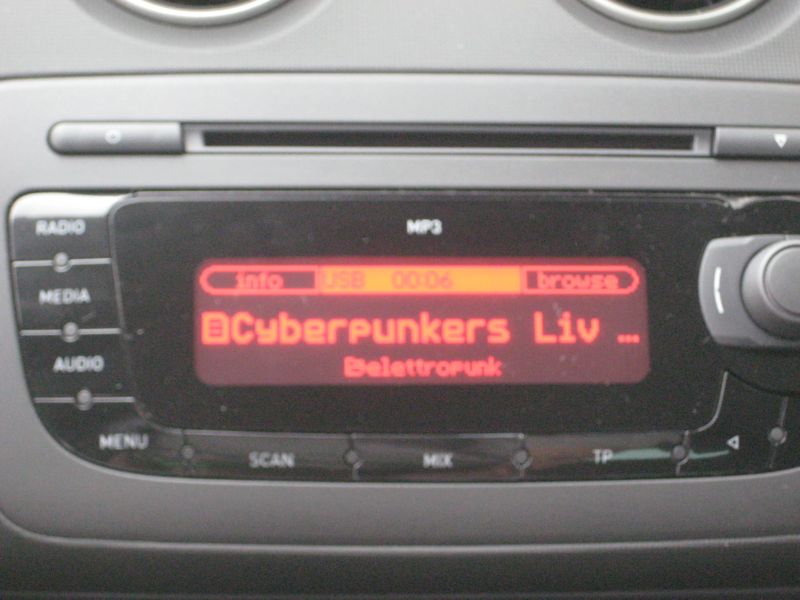 RADIO
MP3
info USB 00:06 browse
MEDIA
Cyberpunkers Liv ...
AUDIO
elettropunk
MENU SCAN MIX TP